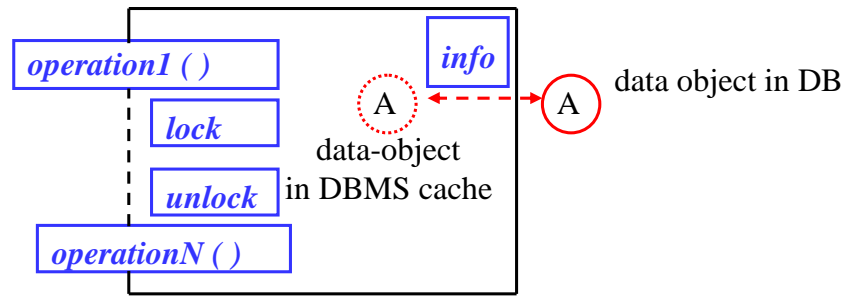 operation1 ( )
info
A
A
data object in DB
lock
data-object
in DBMS cache
unlock
operationN ( )